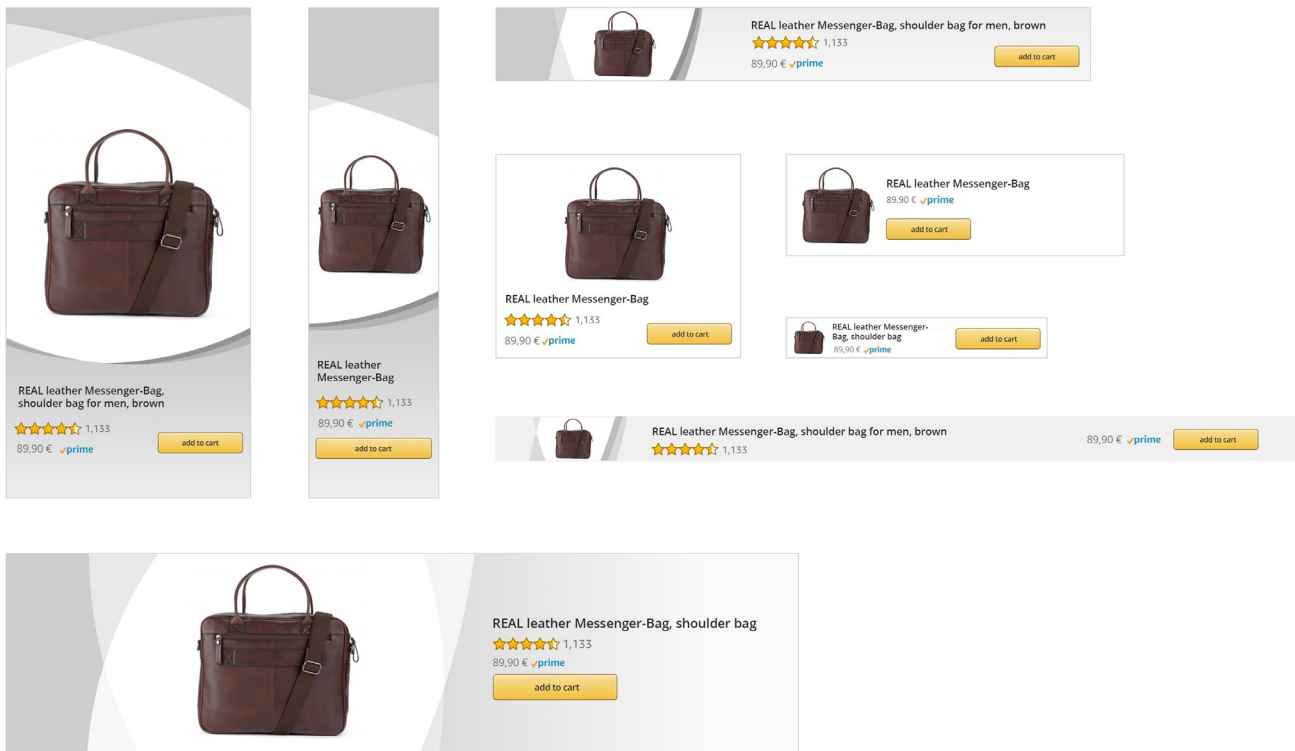 REAL leather Messenger-Bag,
shoulder bag for men, brown
1,133
89,90 € prime
add to cart
REAL leather
Messenger-Bag
1,133
89,90 € prime
add to cart
REAL leather Messenger-Bag, shoulder bag for men, brown
1,133
89,90 € prime
add to cart
REAL leather Messenger-Bag
1,133
89,90 € prime
add to cart
REAL leather Messenger-Bag
89,90 € prime
add to cart
REAL leather Messenger-
Bag, shoulder bag
89,90 € prime
add to cart
REAL leather Messenger-Bag, shoulder bag for men, brown
1,133
89,90 € prime
add to cart
REAL leather Messenger-Bag, shoulder bag
1,133
89,90 € prime
add to cart